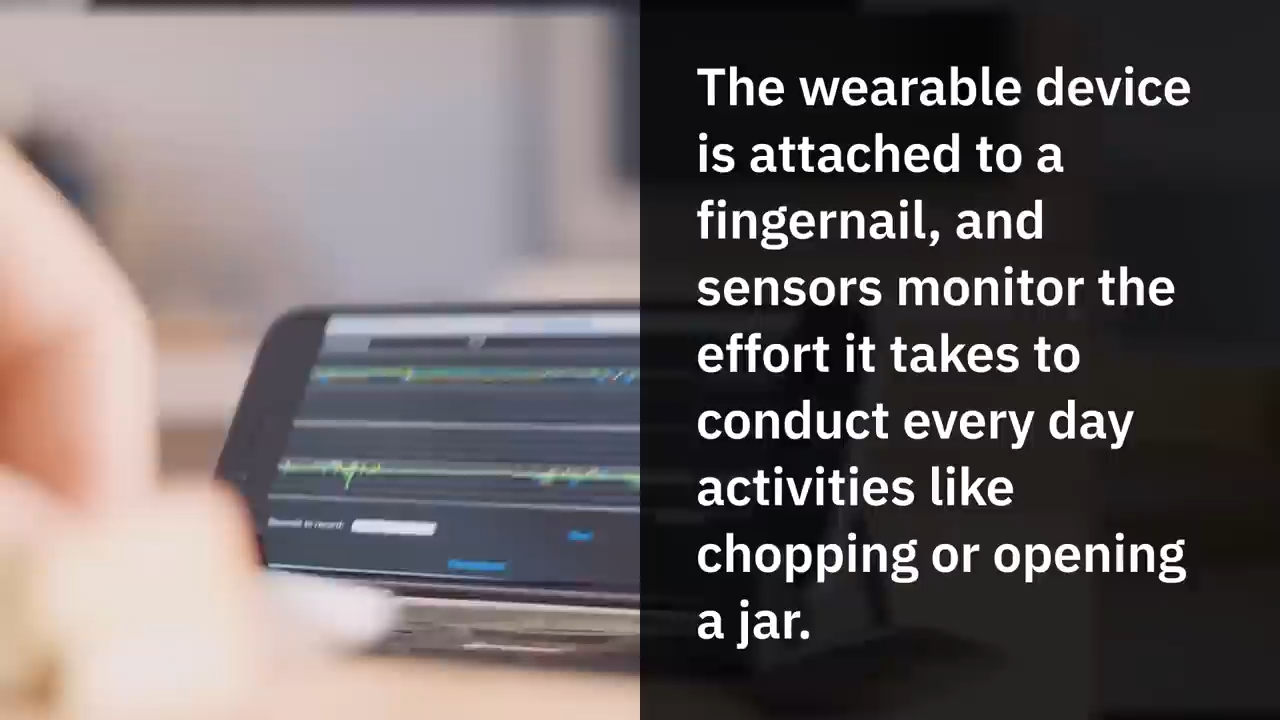 The wearable device
is attached to a
fingernail, and
sensors monitor the
effort it takes to
conduct every day
activities like
chopping or opening
a jar.